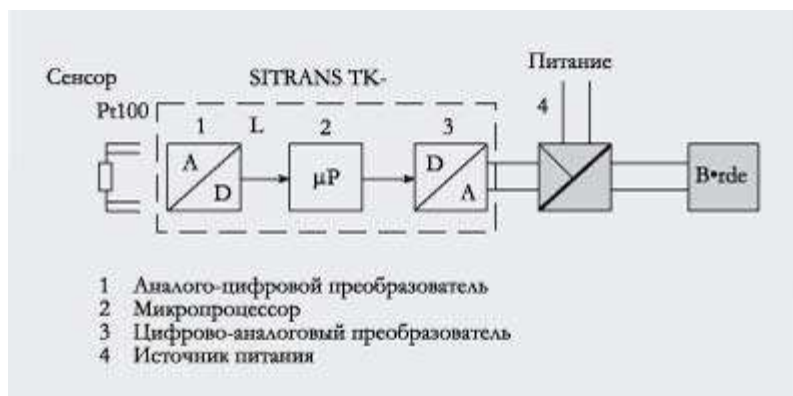 Питание
Сенсор SITRANS TK-
Pt100 4
1 L 2 3
A D μP D A B•rde
1 Аналого-цифровой преобразователь
2 Микропроцессор
3 Цифрово-аналоговый преобразователь
4 Источник питания